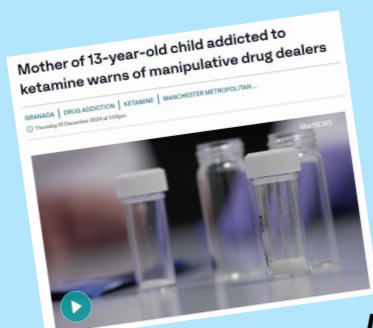 Mother of 13-year-old child addicted to
ketamine warns of manipulative drug dealers
GRANADA | DRUG ADDICTION | KETAMINE | MANCHESTER METROPOLITAN ...
Thursday 19 December 2024 at 1:04pm
itv NEWS